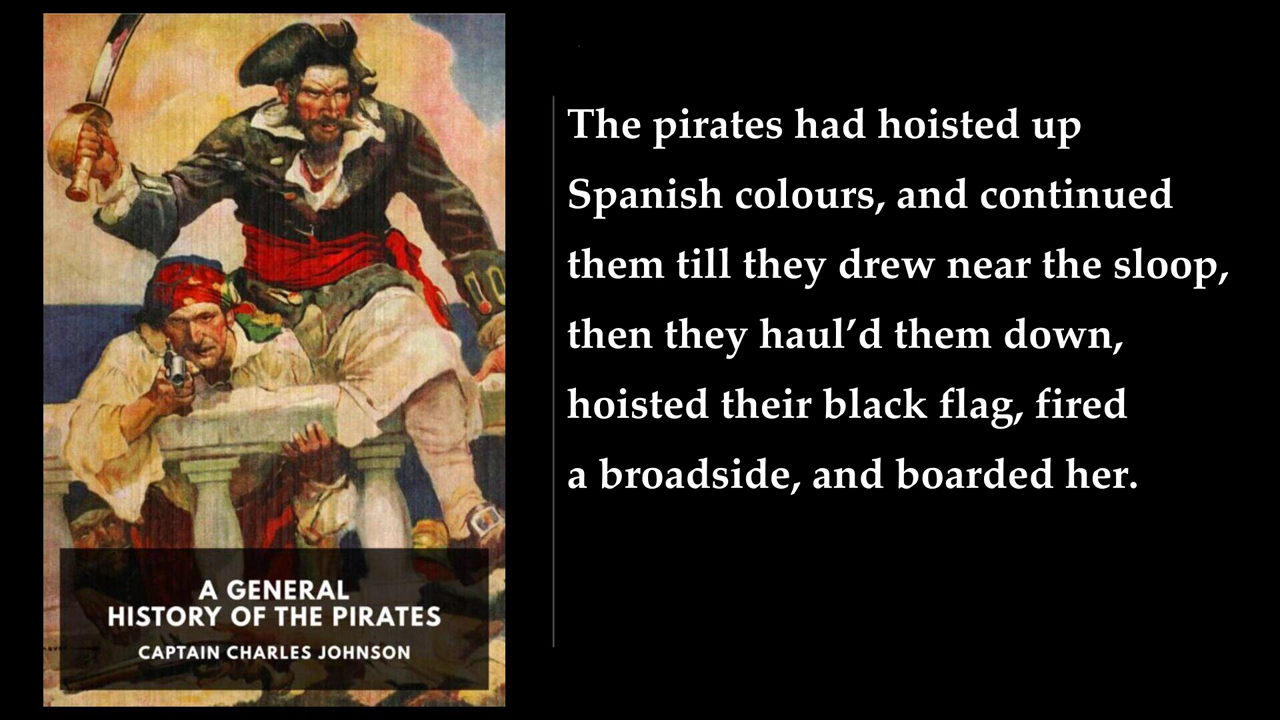 The pirates had hoisted up
Spanish colours, and continued
them till they drew near the sloop,
then they haul’d them down,
hoisted their black flag, fired
a broadside, and boarded her.
A GENERAL
HISTORY OF THE PIRATES
CAPTAIN CHARLES JOHNSON